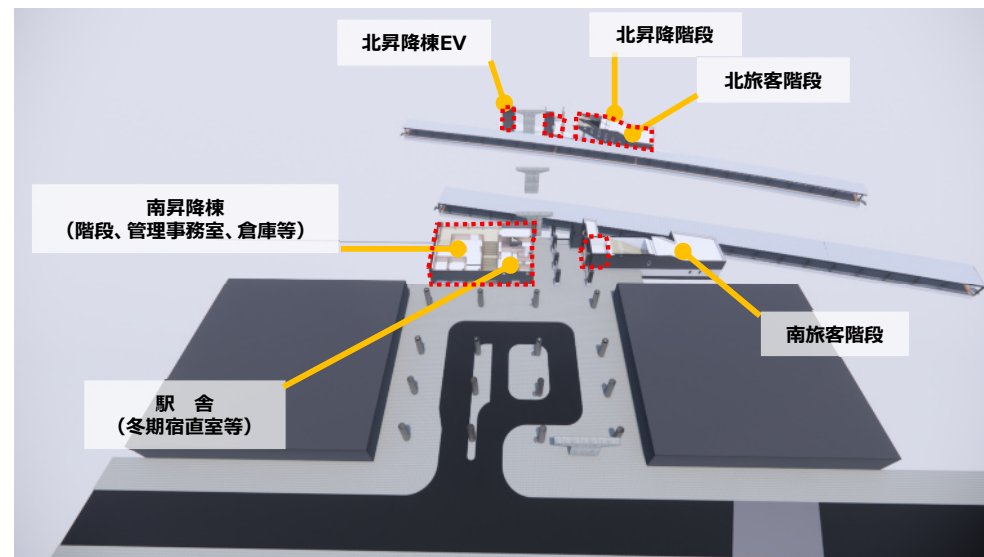 北昇降棟EV
北昇降階段
北旅客階段
南昇降棟
（階段、管理事務室、倉庫等）
南旅客階段
駅　舎
（冬期宿直室等）